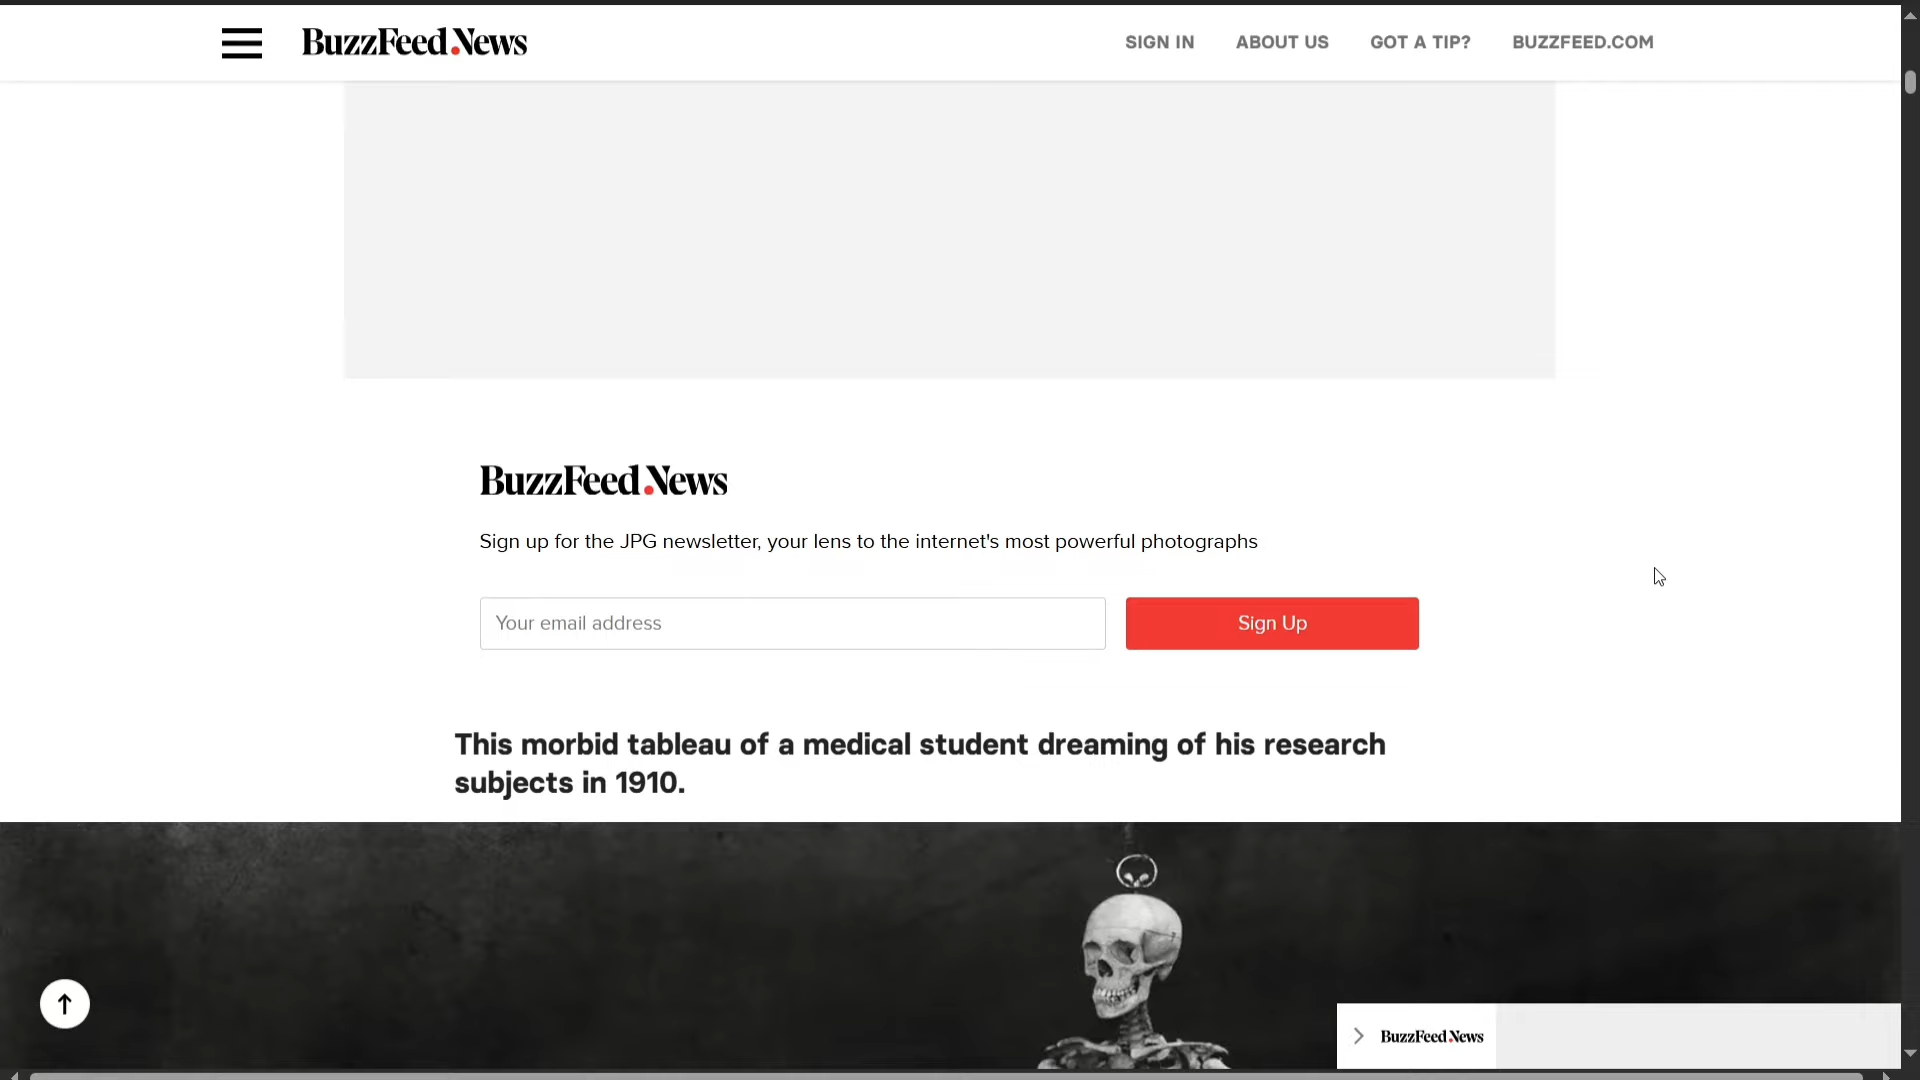 BuzzFeed News
SIGN IN
ABOUT US
GOT A TIP?
BUZZFEED.COM
BuzzFeed News
Sign up for the JPG newsletter, your lens to the internet's most powerful photographs
Your email address
Sign Up
This morbid tableau of a medical student dreaming of his research
subjects in 1910.
BuzzFeed News